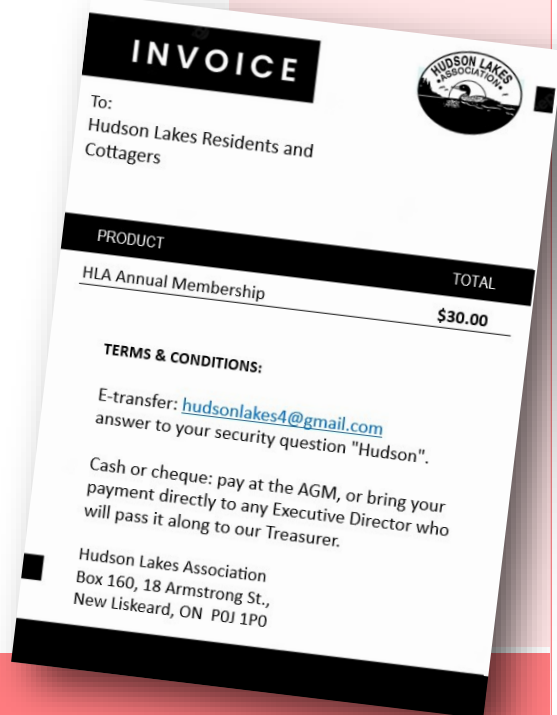 INVOICE
HUDSON LAKES
ASSOCIATION
To:
Hudson Lakes Residents and
Cottagers
PRODUCT
TOTAL
HLA Annual Membership
$30.00
TERMS & CONDITIONS:
E-transfer: hudsonlakes4@gmail.com
answer to your security question "Hudson".
Cash or cheque: pay at the AGM, or bring your
payment directly to any Executive Director who
will pass it along to our Treasurer.
Hudson Lakes Association
Box 160, 18 Armstrong St.,
New Liskeard, ON P0J 1P0